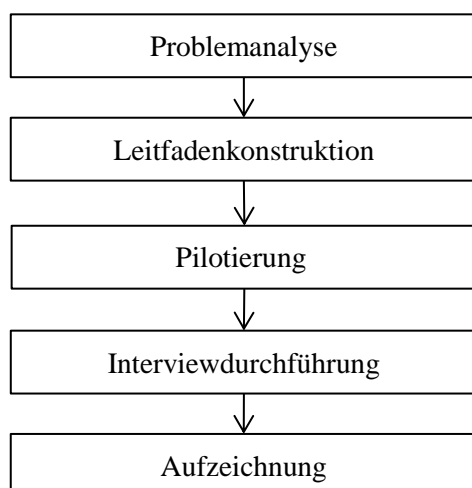 Problemanalyse
Leitfadenkonstruktion
Pilotierung
Interviewdurchführung
Aufzeichnung